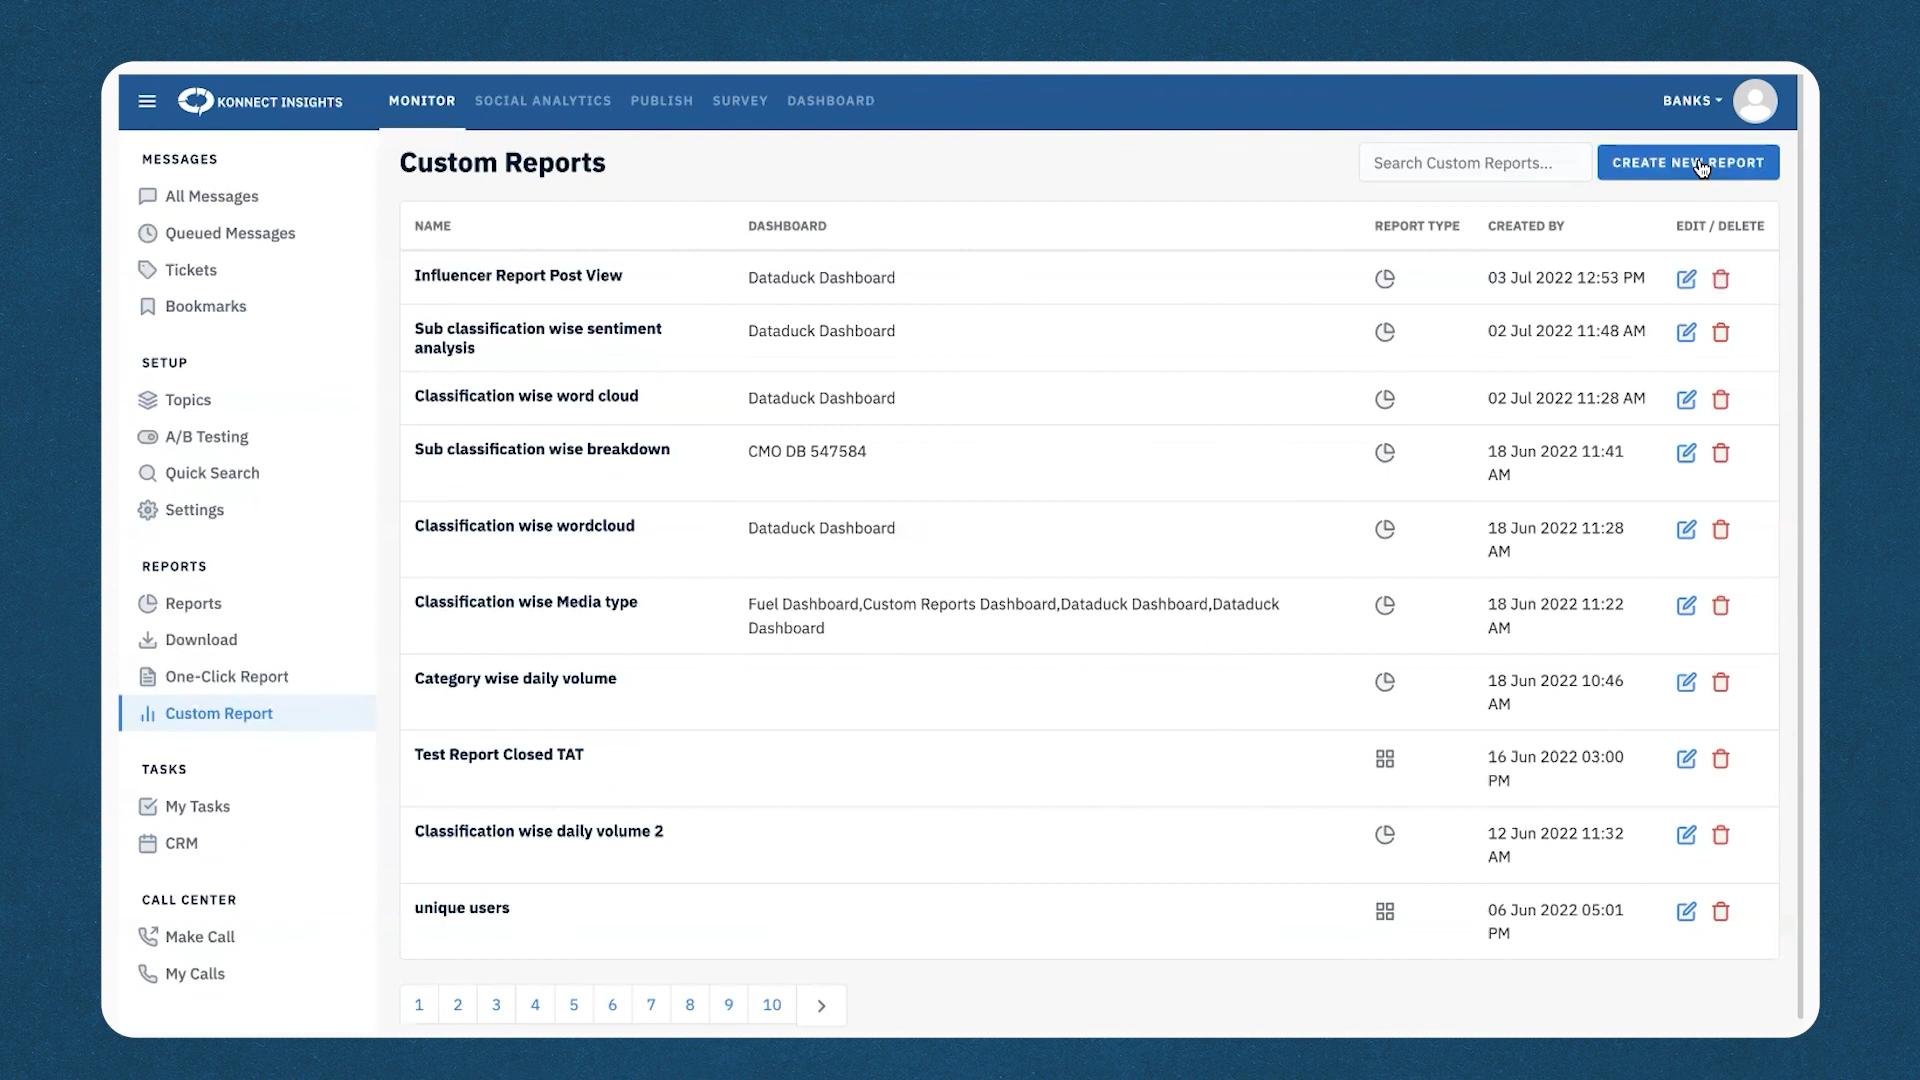 KONNECT INSIGHTS
MONITOR
SOCIAL ANALYTICS
PUBLISH
SURVEY
DASHBOARD
BANKS
MESSAGES
All Messages
Queued Messages
Tickets
Bookmarks
SETUP
Topics
A/B Testing
Quick Search
Settings
REPORTS
Reports
Download
One-Click Report
Custom Report
TASKS
My Tasks
CRM
CALL CENTER
Make Call
My Calls
Custom Reports
Search Custom Reports...
CREATE NEW REPORT
NAME DASHBOARD REPORT TYPE CREATED BY EDIT / DELETE
Influencer Report Post View Dataduck Dashboard 03 Jul 2022 12:53 PM
Sub classification wise sentiment Dataduck Dashboard 02 Jul 2022 11:48 AM
analysis
Classification wise word cloud Dataduck Dashboard 02 Jul 2022 11:28 AM
Sub classification wise breakdown CMO DB 547584 18 Jun 2022 11:41
AM
Classification wise wordcloud Dataduck Dashboard 18 Jun 2022 11:28
AM
Classification wise Media type Fuel Dashboard,Custom Reports Dashboard,Dataduck Dashboard,Dataduck 18 Jun 2022 11:22
Dashboard AM
Category wise daily volume 18 Jun 2022 10:46
AM
Test Report Closed TAT 16 Jun 2022 03:00
PM
Classification wise daily volume 2 12 Jun 2022 11:32
AM
unique users 06 Jun 2022 05:01
PM
1 2 3 4 5 6 7 8 9 10